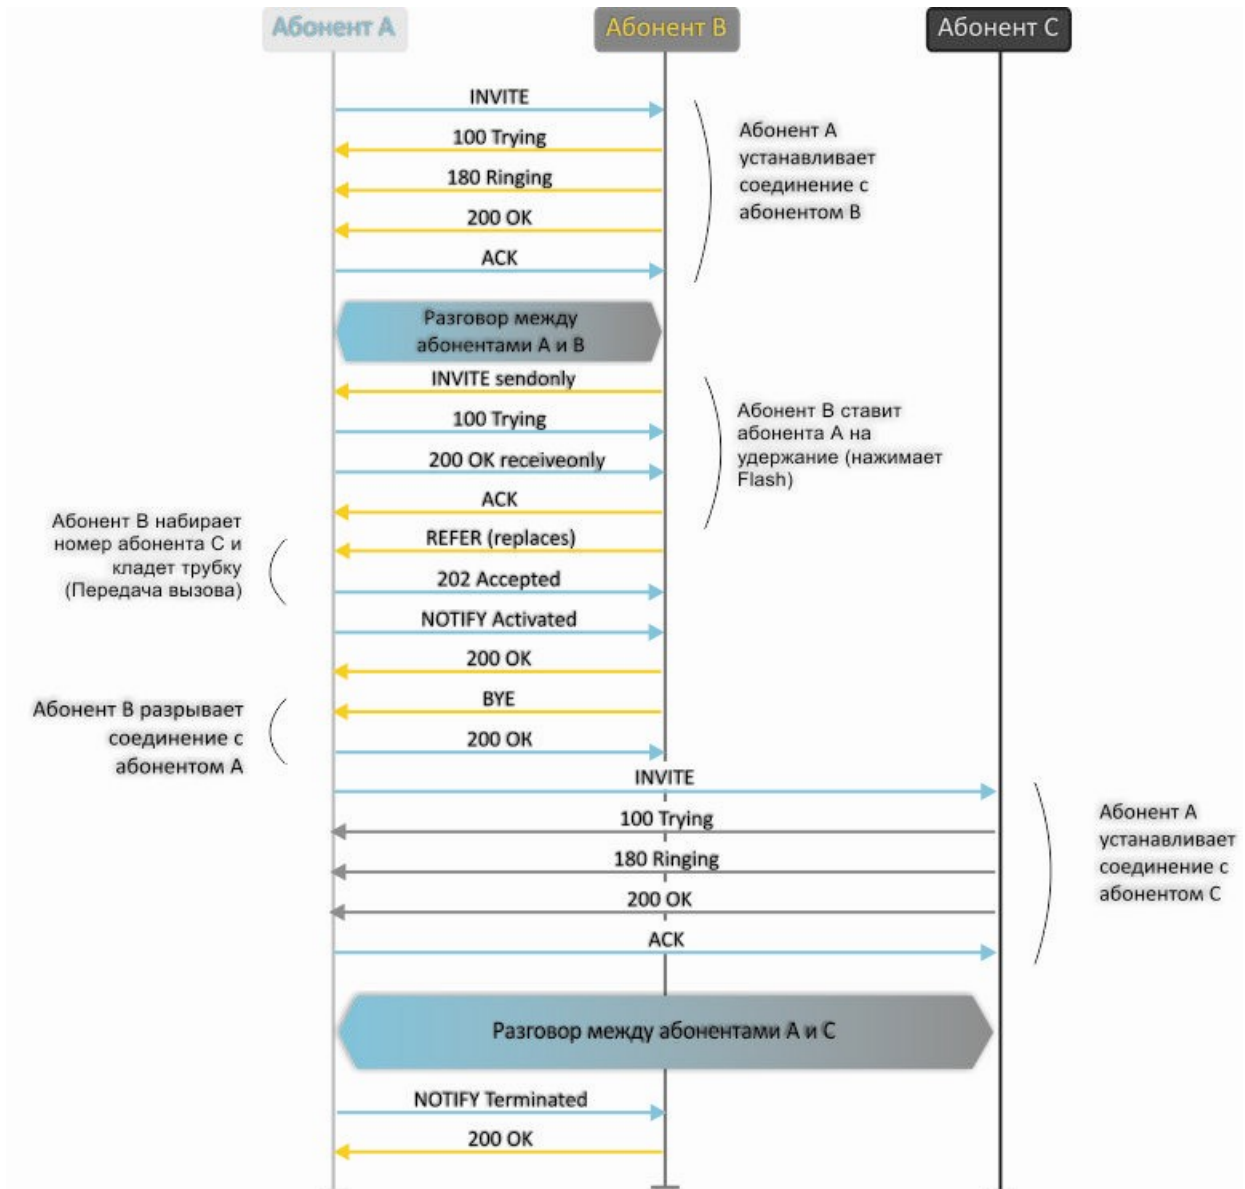 Абонент A
Абонент B
Абонент C
INVITE
100 Trying
180 Ringing
200 OK
ACK
Абонент A
устанавливает
соединение с
абонентом B
Разговор между
абонентами A и B
INVITE sendonly
100 Trying
200 OK receiveonly
ACK
Абонент B ставит
абонента A на
удержание (нажимает
Flash)
Абонент B набирает
номер абонента C и
кладет трубку
(Передача вызова)
REFER (replaces)
202 Accepted
NOTIFY Activated
200 OK
Абонент B разрывает
соединение с
абонентом A
BYE
200 OK
INVITE
100 Trying
180 Ringing
200 OK
ACK
Абонент A
устанавливает
соединение с
абонентом C
Разговор между абонентами A и C
NOTIFY Terminated
200 OK